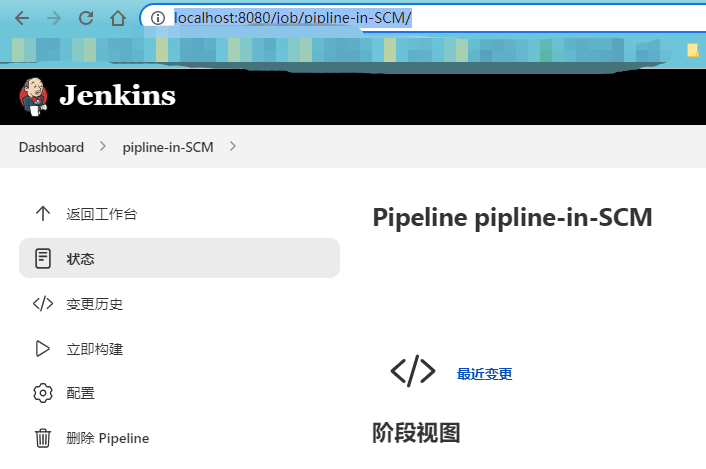 localhost:8080/job/pipline-in-SCM/
Jenkins
Dashboard > pipline-in-SCM >
返回工作台
Pipeline pipline-in-SCM
状态
变更历史
立即构建
最近变更
配置
阶段视图
删除 Pipeline